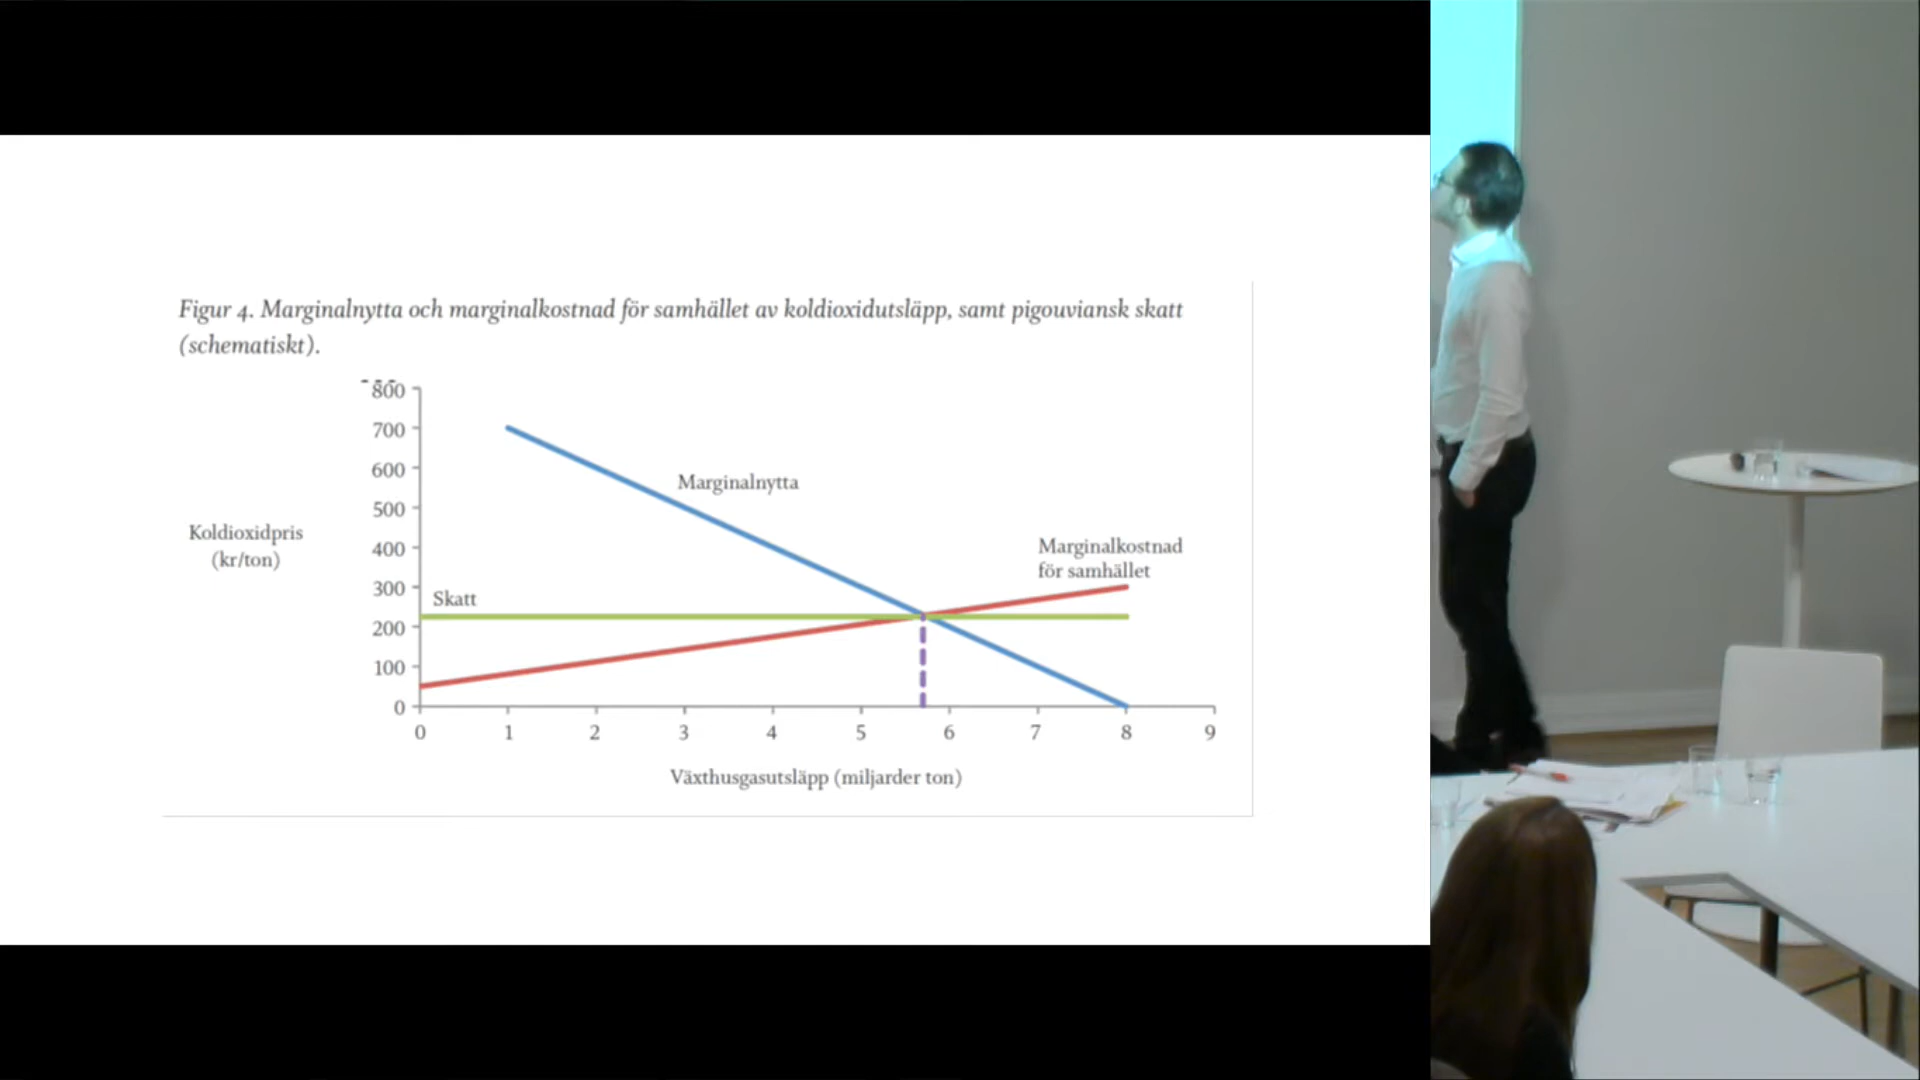 Figur 4. Marginalnytta och marginalkostnad för samhället av koldioxidutsläpp, samt pigouviansk skatt
(schematiskt).
800
700
600
500
400
300
200
100
0
Koldioxidpris
(kr/ton)
Marginalnytta
Marginalkostnad
för samhället
Skatt
0 1 2 3 4 5 6 7 8 9
Växthusgasutsläpp (miljarder ton)